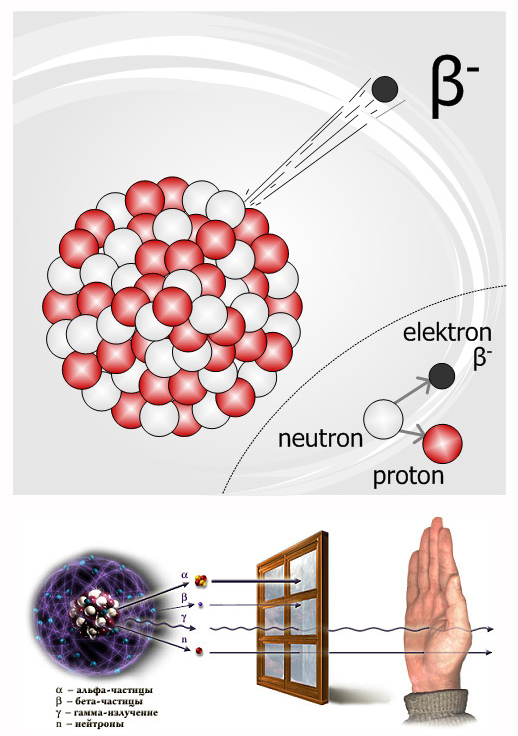 β-
elektron
β-
neutron
proton
α
β
γ
n
α – альфа-частицы
β – бета-частицы
γ – гамма-излучение
n – нейтроны